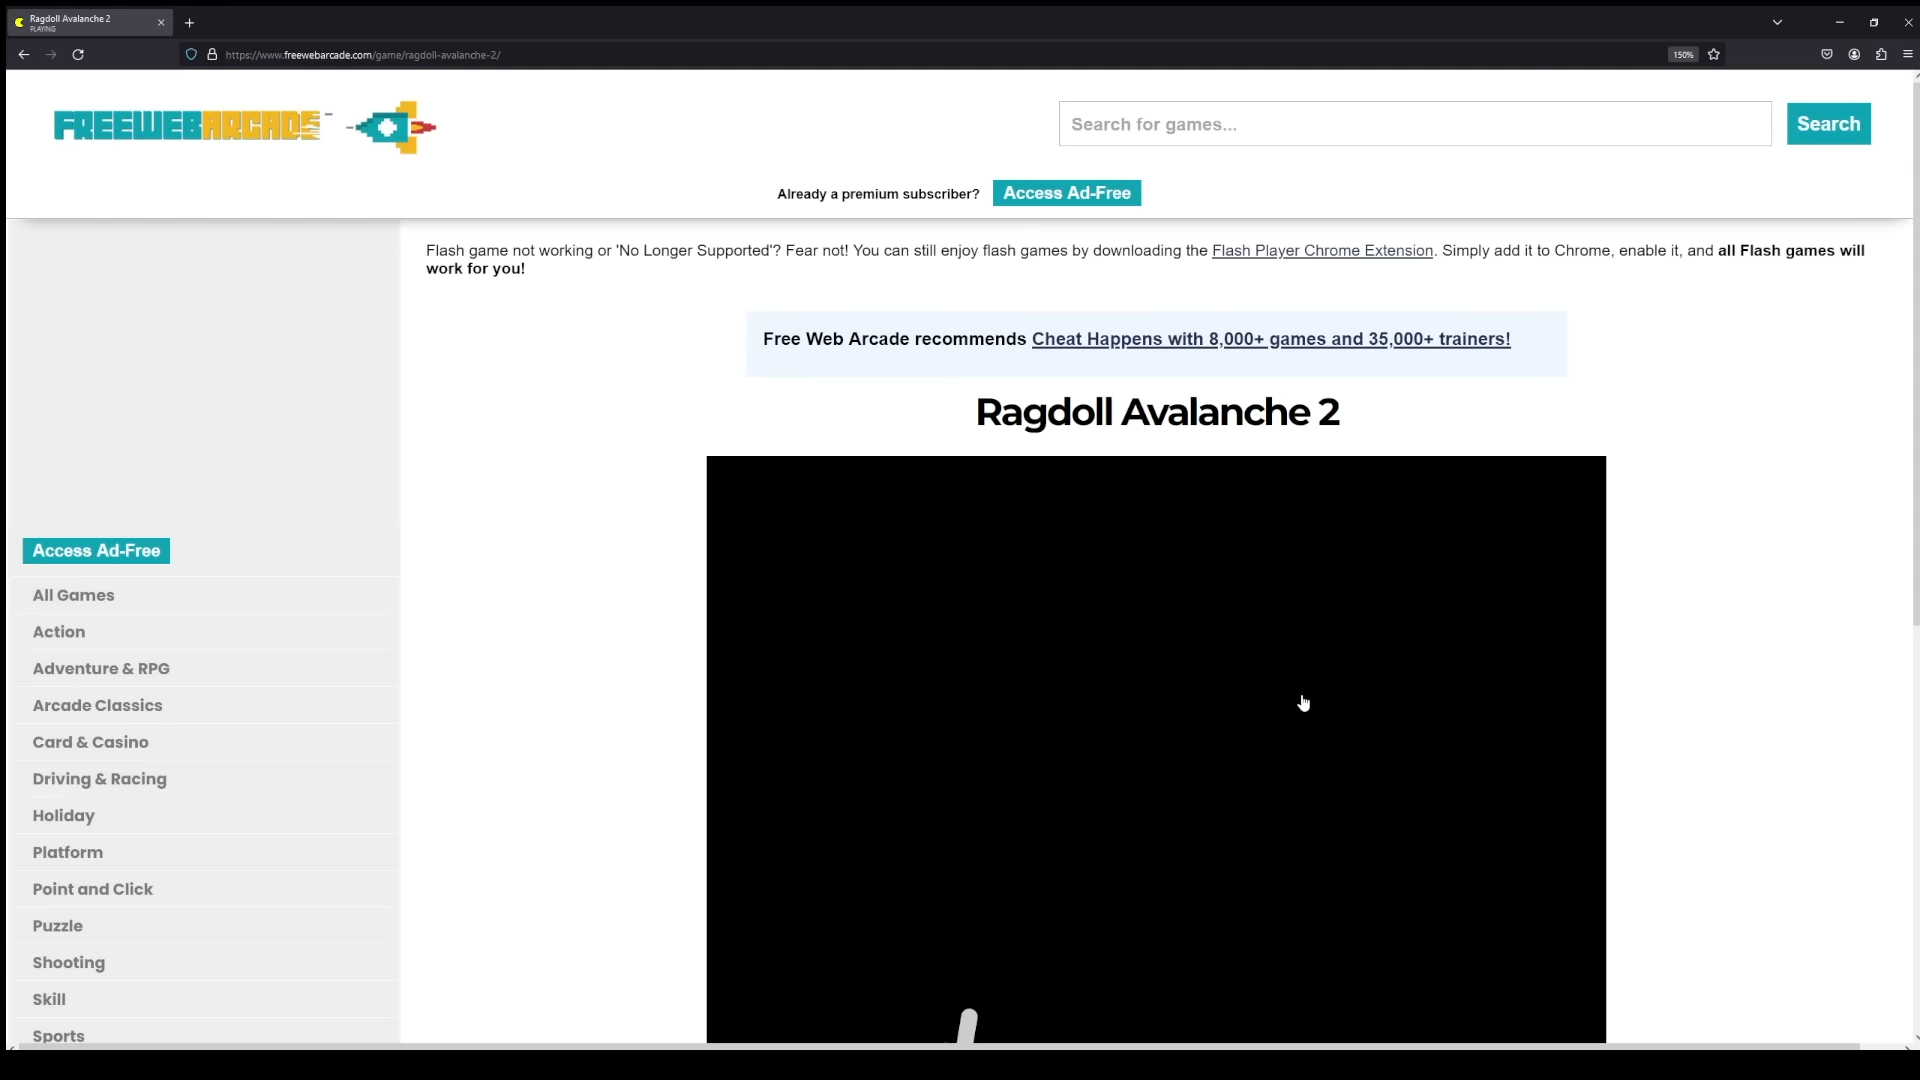 Ragdoll Avalanche 2
PLAYING
https://www.freewebarcade.com/game/ragdoll-avalanche-2/
150%
FREEWEBARCADE
Search for games...
Search
Already a premium subscriber?
Access Ad-Free
Flash game not working or 'No Longer Supported'? Fear not! You can still enjoy flash games by downloading the Flash Player Chrome Extension. Simply add it to Chrome, enable it, and all Flash games will
work for you!
Free Web Arcade recommends Cheat Happens with 8,000+ games and 35,000+ trainers!
Ragdoll Avalanche 2
Access Ad-Free
All Games
Action
Adventure & RPG
Arcade Classics
Card & Casino
Driving & Racing
Holiday
Platform
Point and Click
Puzzle
Shooting
Skill
Sports